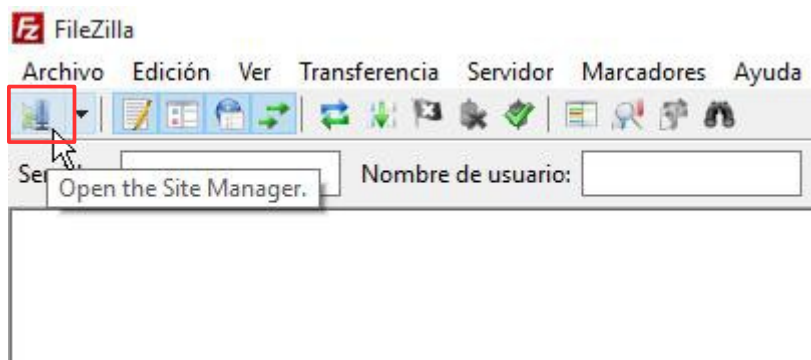 FileZilla
Archivo Edición Ver Transferencia Servidor Marcadores Ayuda
Nombre de usuario:
Open the Site Manager.